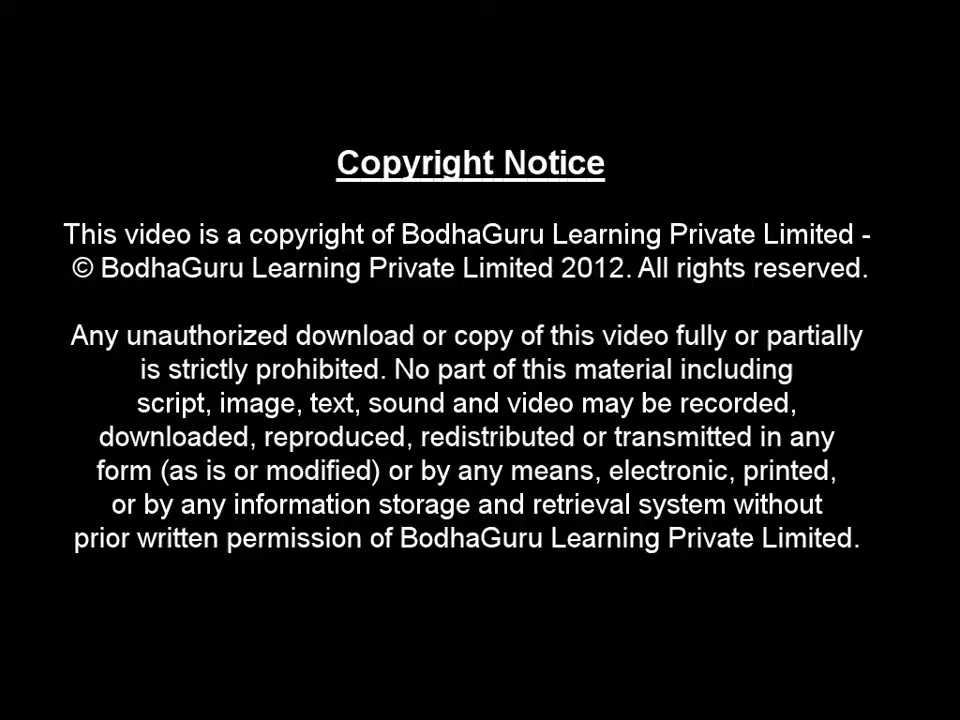 Copyright Notice
This video is a copyright of BodhaGuru Learning Private Limited -
© BodhaGuru Learning Private Limited 2012. All rights reserved.
Any unauthorized download or copy of this video fully or partially
is strictly prohibited. No part of this material including
script, image, text, sound and video may be recorded,
downloaded, reproduced, redistributed or transmitted in any
form (as is or modified) or by any means, electronic, printed,
or by any information storage and retrieval system without
prior written permission of BodhaGuru Learning Private Limited.